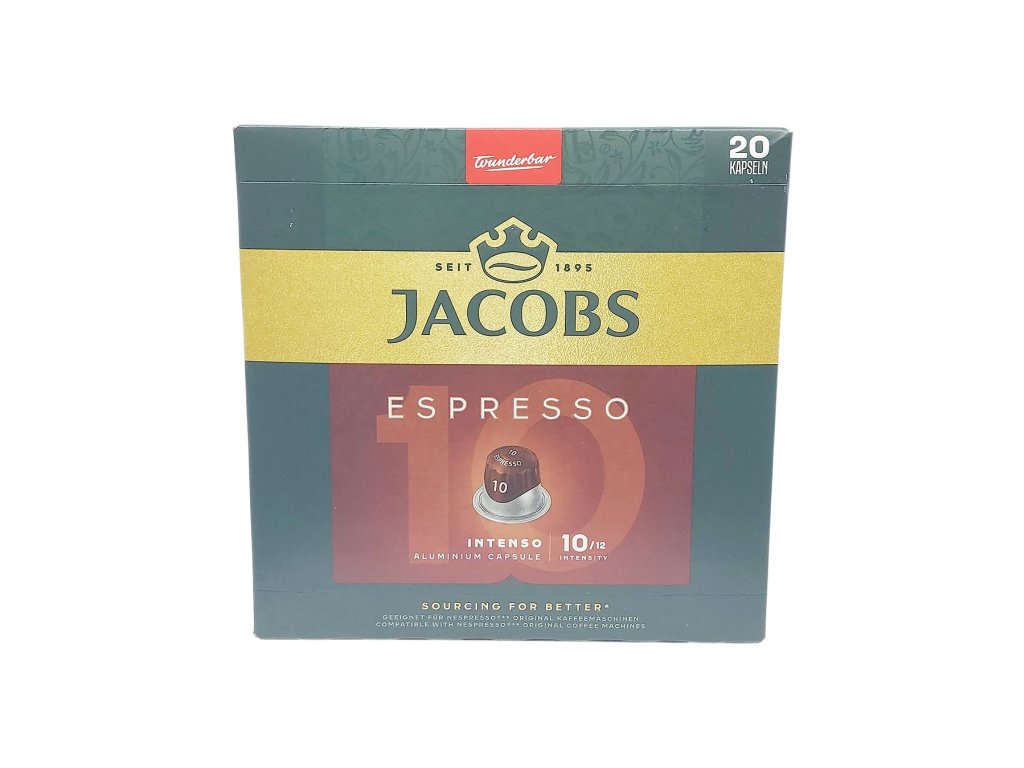 Wunderbar
20
KAPSELN
SEIT 1895
JACOBS
10
ESPRESSO
10
ESPRESSO
10
INTENSO
ALUMINIUM CAPSULE
10/12
INTENSITY
SOURCING FOR BETTER*
GEEIGNET FÜR NESPRESSO®** ORIGINAL KAFFEEMASCHINEN
COMPATIBLE WITH NESPRESSO®** ORIGINAL COFFEE MACHINES